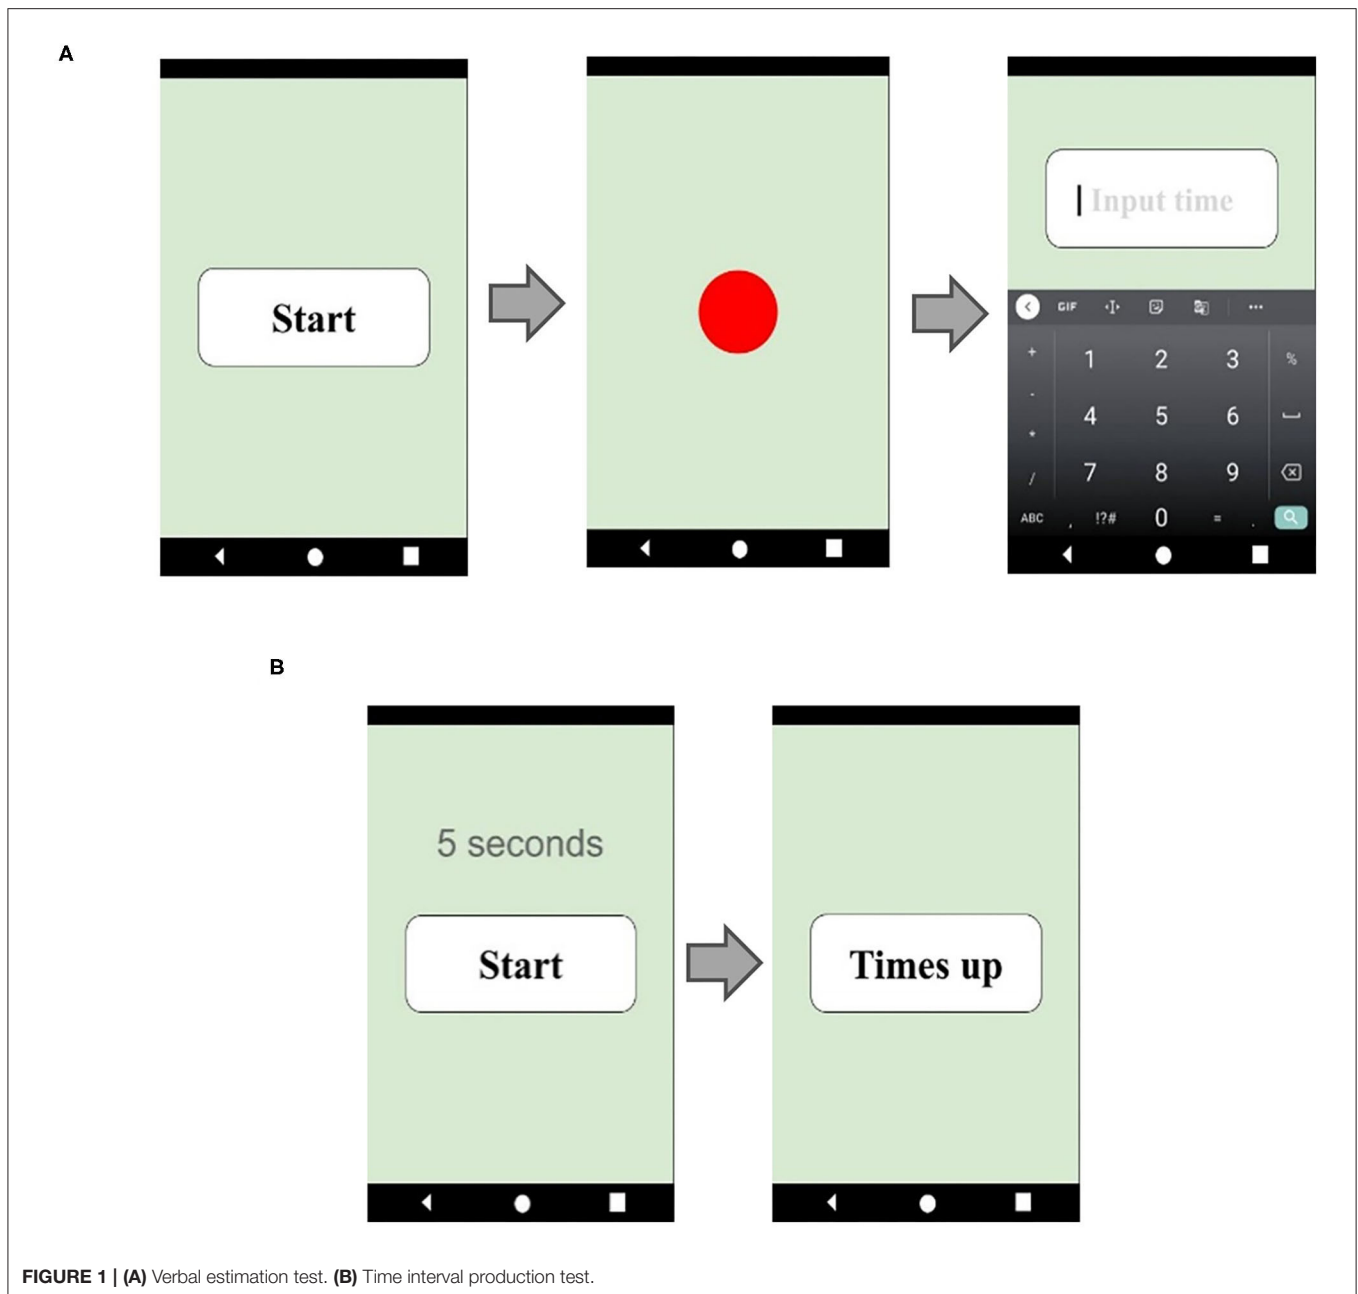 A
Start
Input time
GIF
+ 1 2 3 %
- 4 5 6
* 7 8 9
/
ABC , !?# 0 = .
B
5 seconds
Start
Times up
FIGURE 1 | (A) Verbal estimation test. (B) Time interval production test.